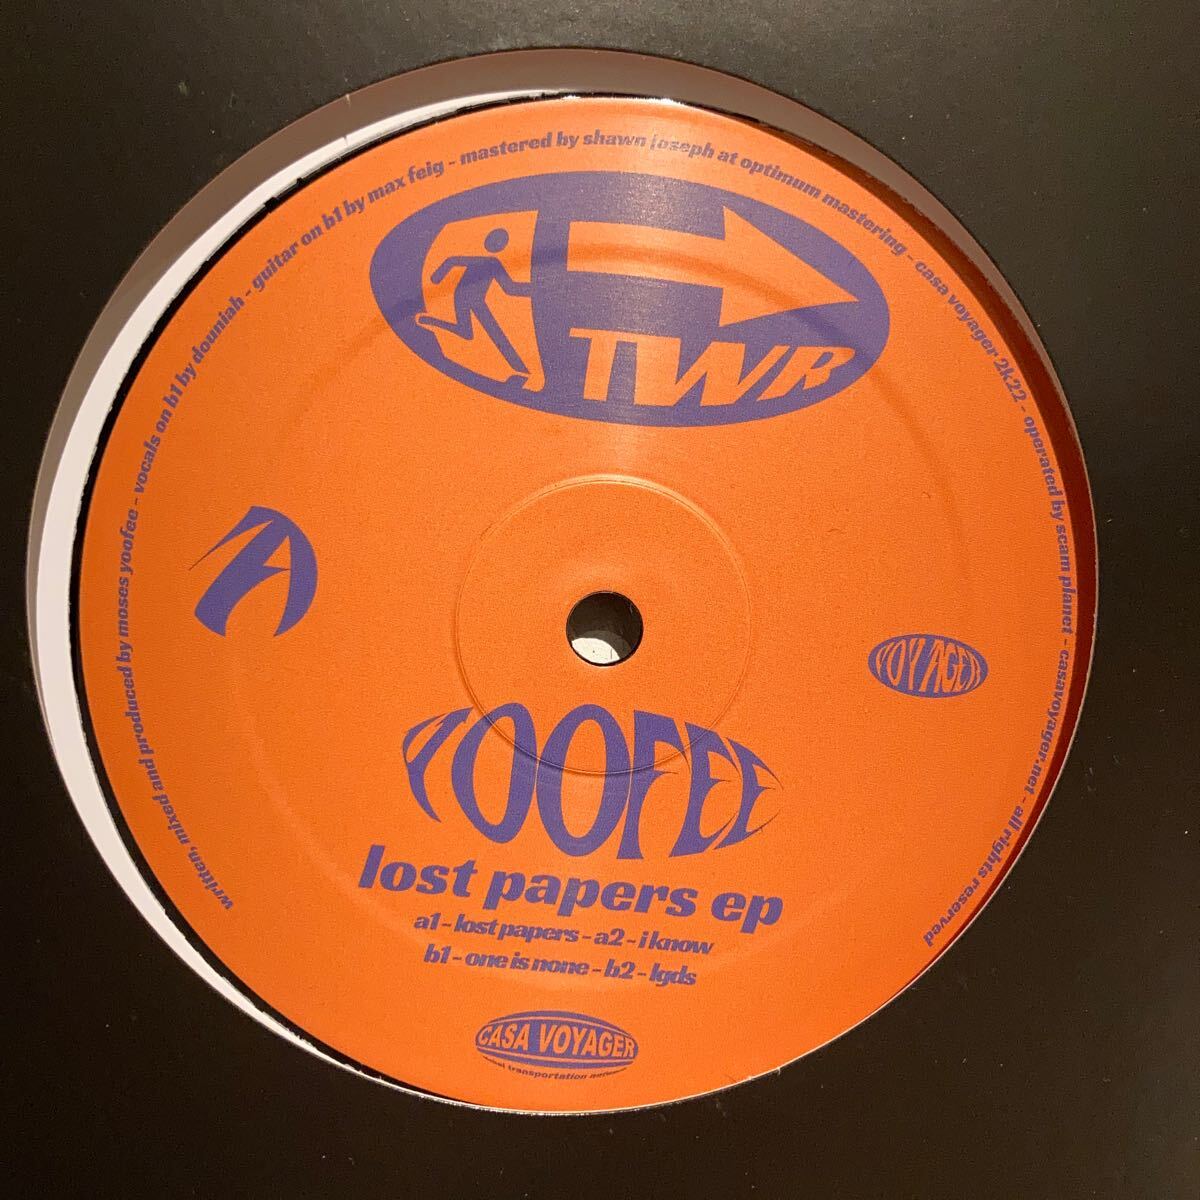 written, mixed and produced by moses yoofee - vocals on b1 by douniah - guitar on b1 by max feig - mastered by shawn joseph at optimum mastering - casa voyager 2k22 - operated by scam planet - casavoyager.net - all rights reserved
TWR
A
VOYAGER
YOOFEE
lost papers ep
a1 - lost papers - a2 - i know
b1 - one is none - b2 - lgds
CASA VOYAGER
transportation